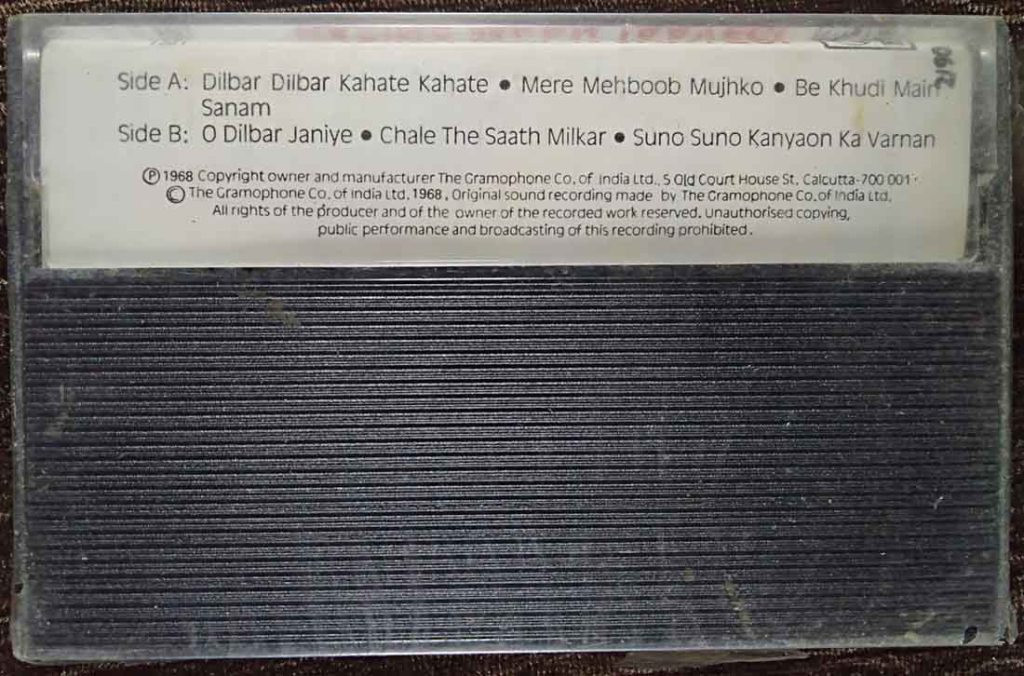 Side A: Dilbar Dilbar Kahate Kahate ● Mere Mehboob Mujhko ● Be Khudi Main
Sanam
Side B: O Dilbar Janiye ● Chale The Saath Milkar ● Suno Suno Kanyaon Ka Varnan
Ⓟ 1968 Copyright owner and manufacturer The Gramophone Co. of India Ltd., 5 Old Court House St. Calcutta-700 001
© The Gramophone Co. of India Ltd. 1968. Original sound recording made by The Gramophone Co. of India Ltd.
All rights of the producer and of the owner of the recorded work reserved. Unauthorised copying,
public performance and broadcasting of this recording prohibited.